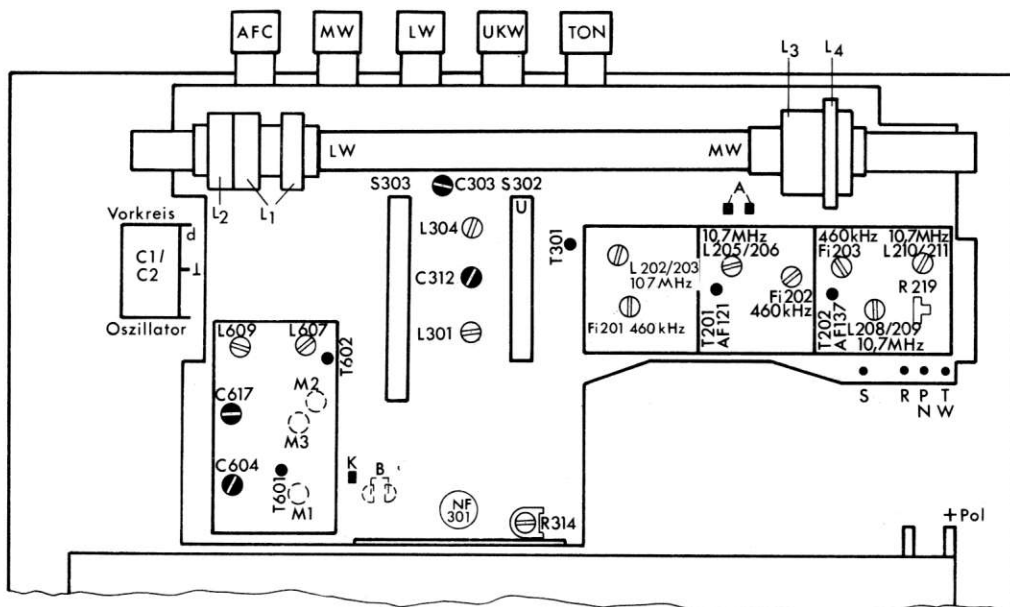 AFC MW LW UKW TON
L3 L4
LW MW
L2 L1
S303 C303 S302
U
A
Vorkreis
d
C1/
C2
T
Oszillator
L304
C312
L301
T301
L 202/203
107 MHz
Fi 201 460 kHz
10,7MHz
L205/206
Fi 202
460kHz
T201
AF121
460kHz
Fi203
10,7MHz
L210/211
R 219
T202
AF137
L208/209
10,7MHz
S R P T
N W
L609 L607
T602
C617
M2
M3
C604
T601
M1
K B
NF
301
R314
+Pol